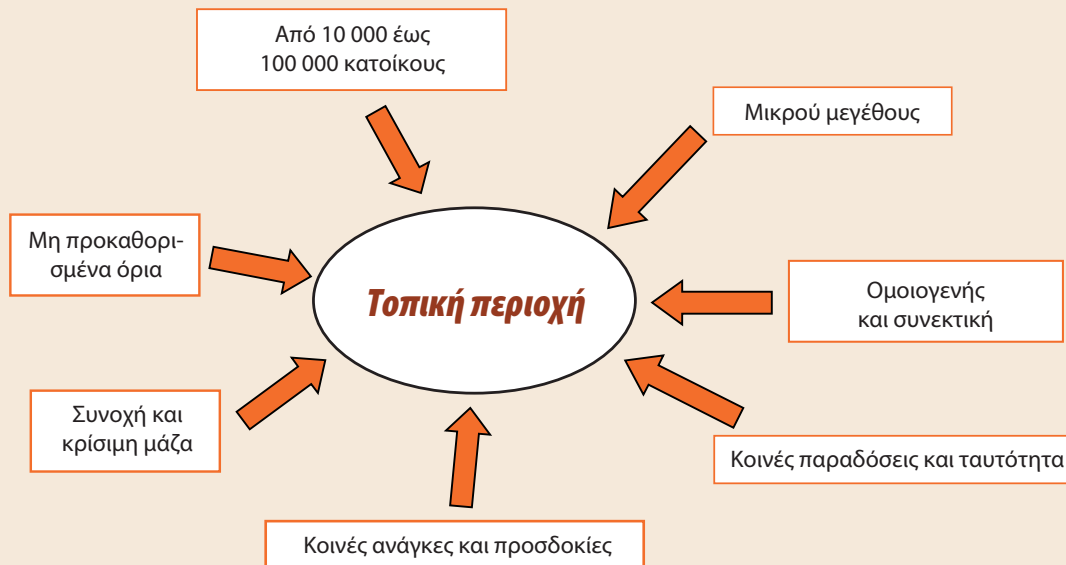 Από 10 000 έως
100 000 κατοίκους
Μικρού μεγέθους
Μη προκαθορι-
σμένα όρια
Τοπική περιοχή
Ομοιογενής
και συνεκτική
Συνοχή και
κρίσιμη μάζα
Κοινές παραδόσεις και ταυτότητα
Κοινές ανάγκες και προσδοκίες